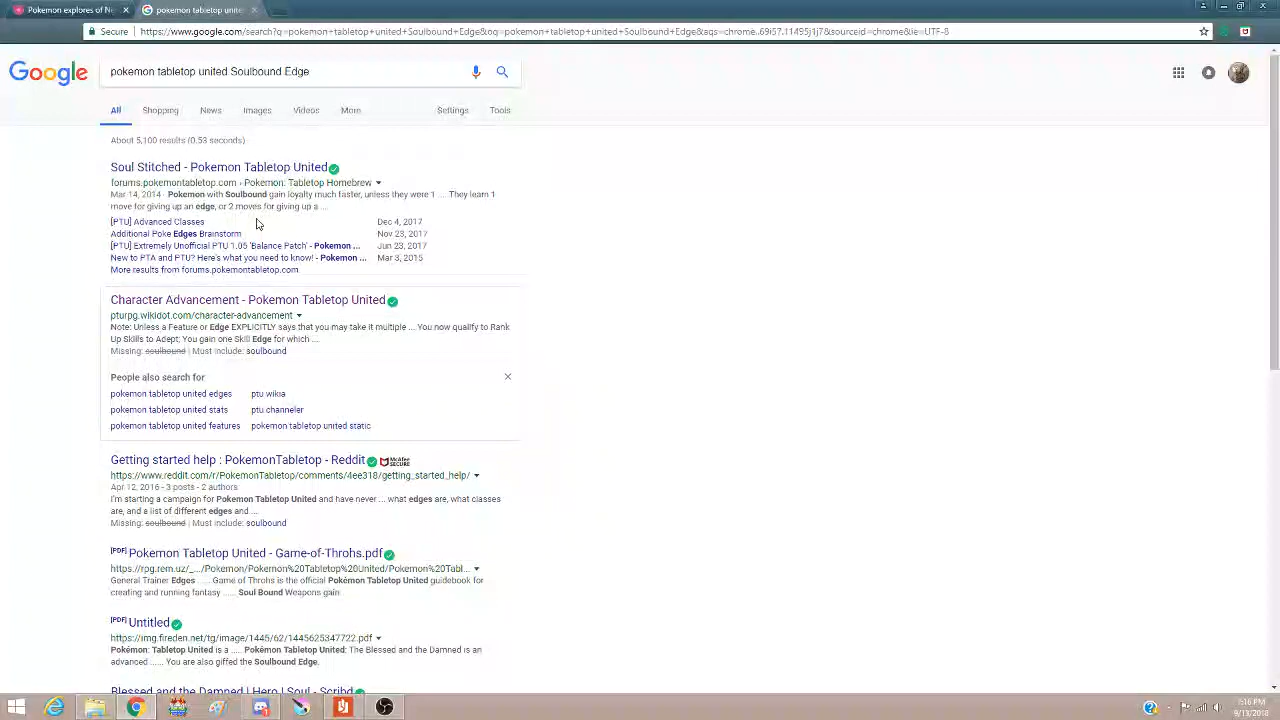 Pokemon explores of N
pokemon tabletop unite
Secure
https://www.google.com/search?q=pokemon+tabletop+united+Soulbound+Edge&oq=pokemon+tabletop+united+Soulbound+Edge&aqs=chrome..69i57.11495j1j7&sourceid=chrome&ie=UTF-8
Google
pokemon tabletop united Soulbound Edge
All Shopping News Images Videos More Settings Tools
About 5,100 results (0.53 seconds)
Soul Stitched - Pokemon Tabletop United
forums.pokemontabletop.com › Pokemon: Tabletop Homebrew
Mar 14, 2014 - Pokemon with Soulbound gain loyalty much faster, unless they were 1 .... They learn 1
move for giving up an edge, or 2 moves for giving up a ...
[PTU] Advanced Classes Dec 4, 2017
Additional Poke Edges Brainstorm Nov 23, 2017
[PTU] Extremely Unofficial PTU 1.05 'Balance Patch' - Pokemon ... Jun 23, 2017
New to PTA and PTU? Here's what you need to know! - Pokemon ... Mar 3, 2015
More results from forums.pokemontabletop.com
Character Advancement - Pokemon Tabletop United
pturpg.wikidot.com/character-advancement
Note: Unless a Feature or Edge EXPLICITLY says that you may take it multiple ... You now qualify to Rank
Up Skills to Adept; You gain one Skill Edge for which ....
Missing: soulbound | Must include: soulbound
People also search for
pokemon tabletop united edges ptu wikia
pokemon tabletop united stats ptu channeler
pokemon tabletop united features pokemon tabletop united static
Getting started help : PokemonTabletop - Reddit McAfee SECURE
https://www.reddit.com/r/PokemonTabletop/comments/4ee318/getting_started_help/
Apr 12, 2016 - 3 posts - 2 authors
I'm starting a campaign for Pokemon Tabletop United and have never ... what edges are, what classes
are, and a list of different edges and....
Missing: soulbound | Must include: soulbound
[PDF] Pokemon Tabletop United - Game-of-Throhs.pdf
https://rpg.rem.uz/_.../Pokemon/Pokemon%20Tabletop%20United/Pokemon%20Tabl...
General Trainer Edges ...... Game of Throhs is the official Pokémon Tabletop United guidebook for
creating and running fantasy ...... Soul Bound Weapons gain
[PDF] Untitled
https://img.fireden.net/tg/image/1445/62/1445625347722.pdf
Pokémon: Tabletop United is a ..... Pokémon Tabletop United: The Blessed and the Damned is an
advanced ...... You are also gifted the Soulbound Edge.
Blessed and the Damned | Hero | Soul - Scribd
1:16 PM
9/13/2018